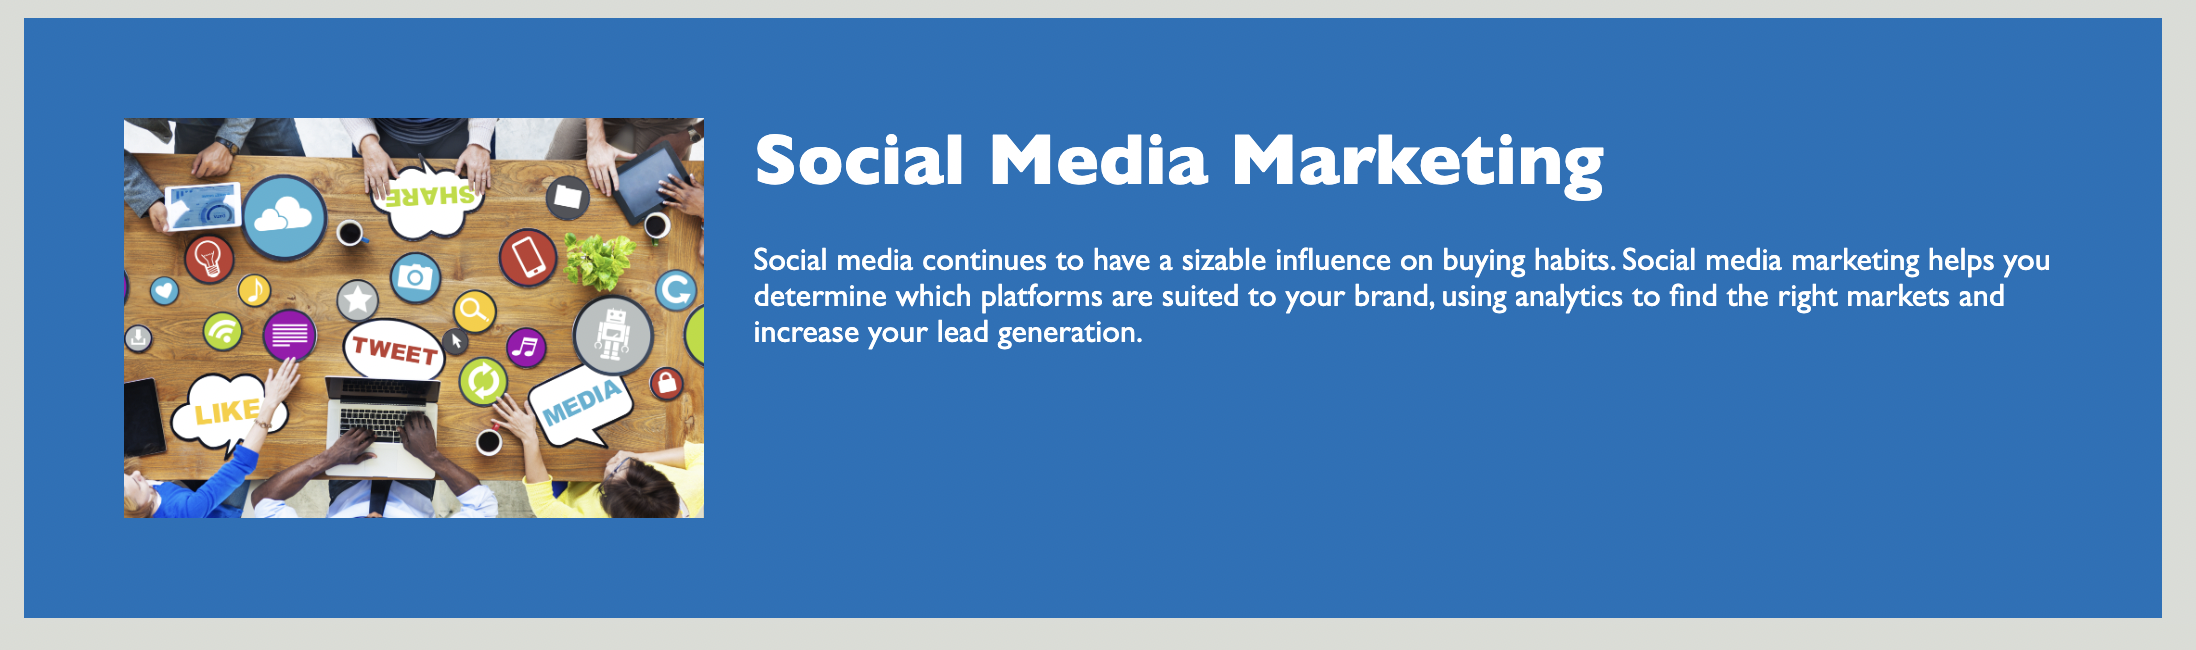 Social Media Marketing
Social media continues to have a sizable influence on buying habits. Social media marketing helps you
determine which platforms are suited to your brand, using analytics to find the right markets and
increase your lead generation.
SHARE
TWEET
LIKE
MEDIA